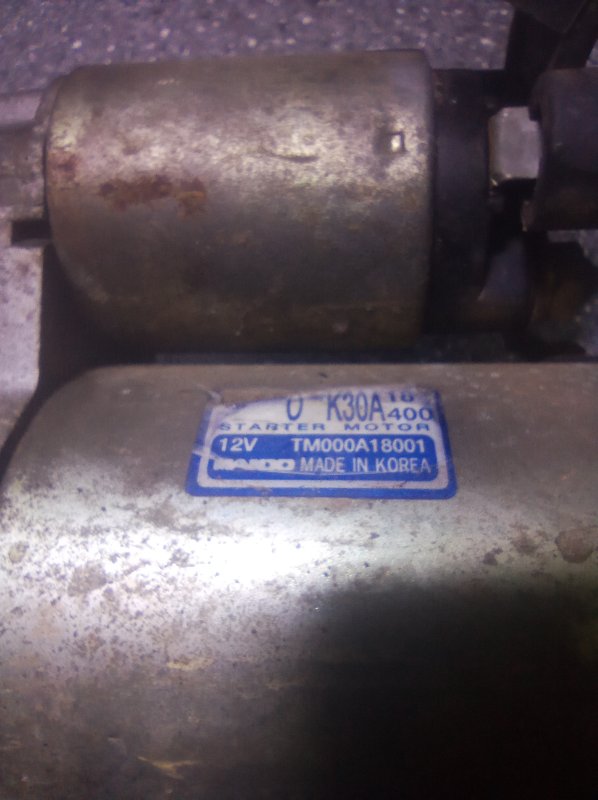 0 K30A 18 400
STARTER MOTOR
12V TM000A18001
MANDO MADE IN KOREA